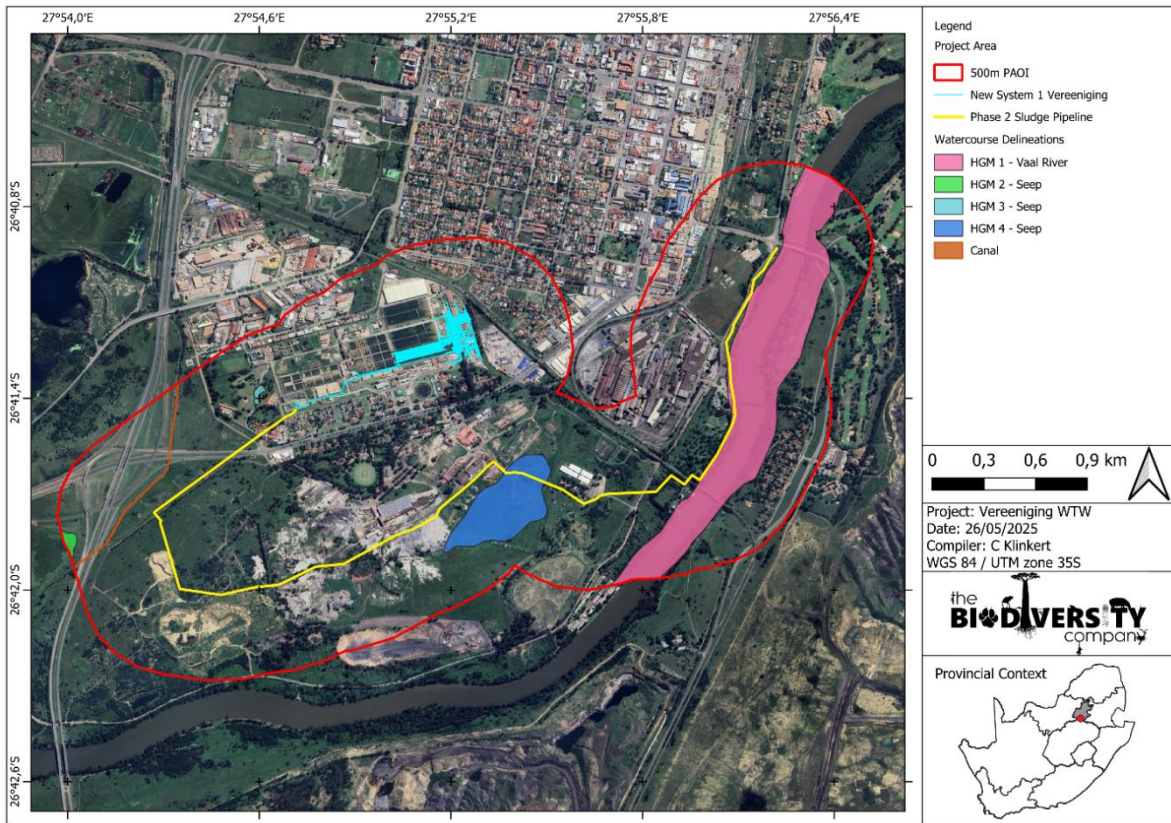 27°54,0'E 27°54,6'E 27°55,2'E 27°55,8'E 27°56,4'E
26°40,8'S
26°41,4'S
26°42,0'S
26°42,6'S
Legend
Project Area
500m PAOI
New System 1 Vereeniging
Phase 2 Sludge Pipeline
Watercourse Delineations
HGM 1 - Vaal River
HGM 2 - Seep
HGM 3 - Seep
HGM 4 - Seep
Canal
0 0,3 0,6 0,9 km
Project: Vereeniging WTW
Date: 26/05/2025
Compiler: C Klinkert
WGS 84 / UTM zone 35S
the
BIODIVERSITY
company
Provincial Context